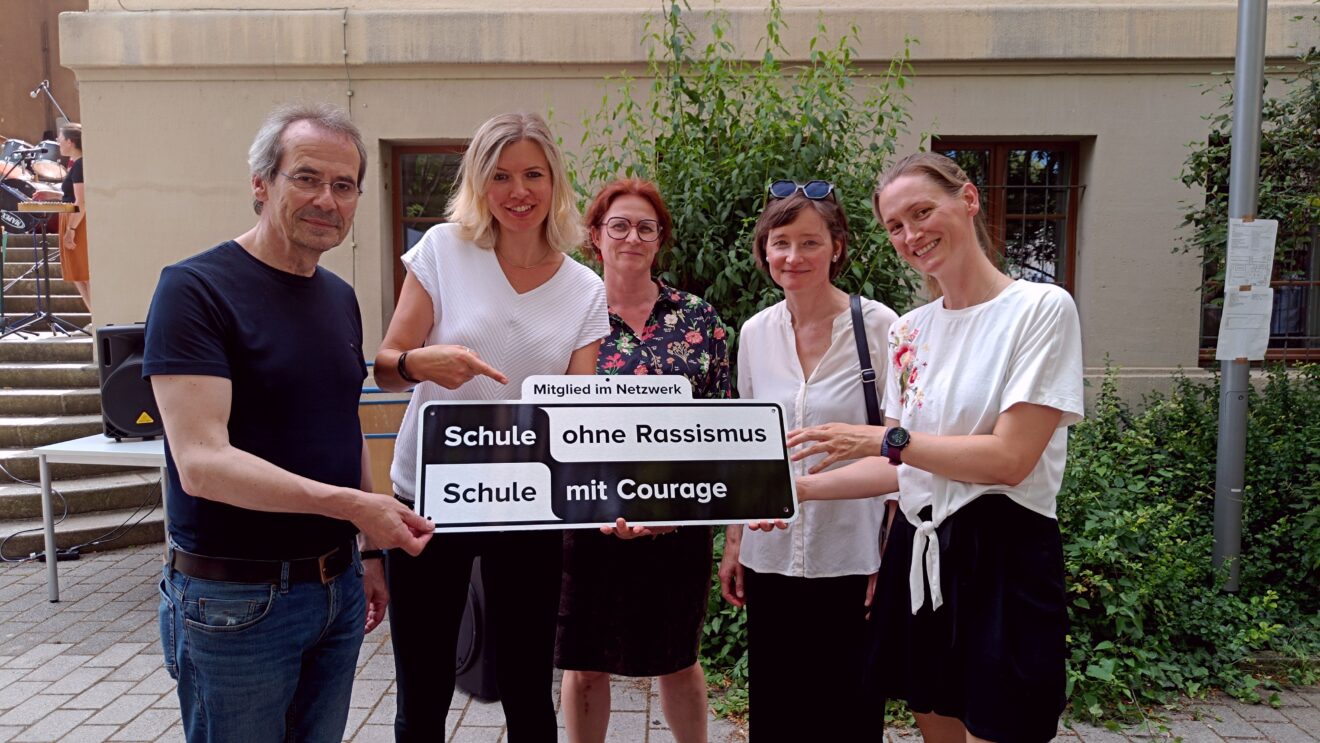 Mitglied im Netzwerk
Schule ohne Rassismus
Schule mit Courage